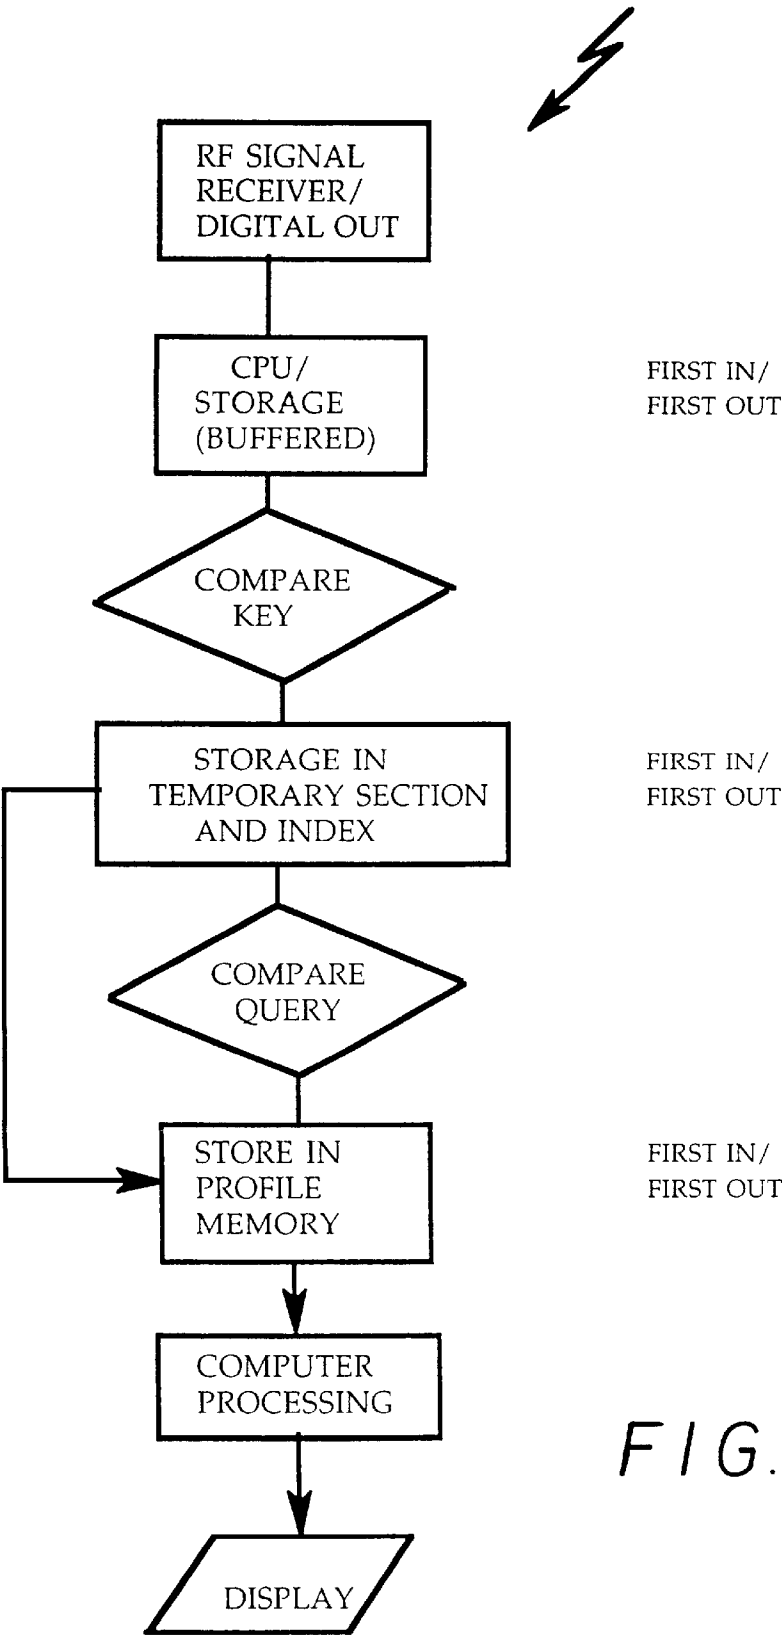 RF SIGNAL
RECEIVER/
DIGITAL OUT
CPU/
STORAGE
(BUFFERED)
FIRST IN/
FIRST OUT
COMPARE
KEY
STORAGE IN
TEMPORARY SECTION
AND INDEX
FIRST IN/
FIRST OUT
COMPARE
QUERY
STORE IN
PROFILE
MEMORY
FIRST IN/
FIRST OUT
COMPUTER
PROCESSING
FIG.
DISPLAY